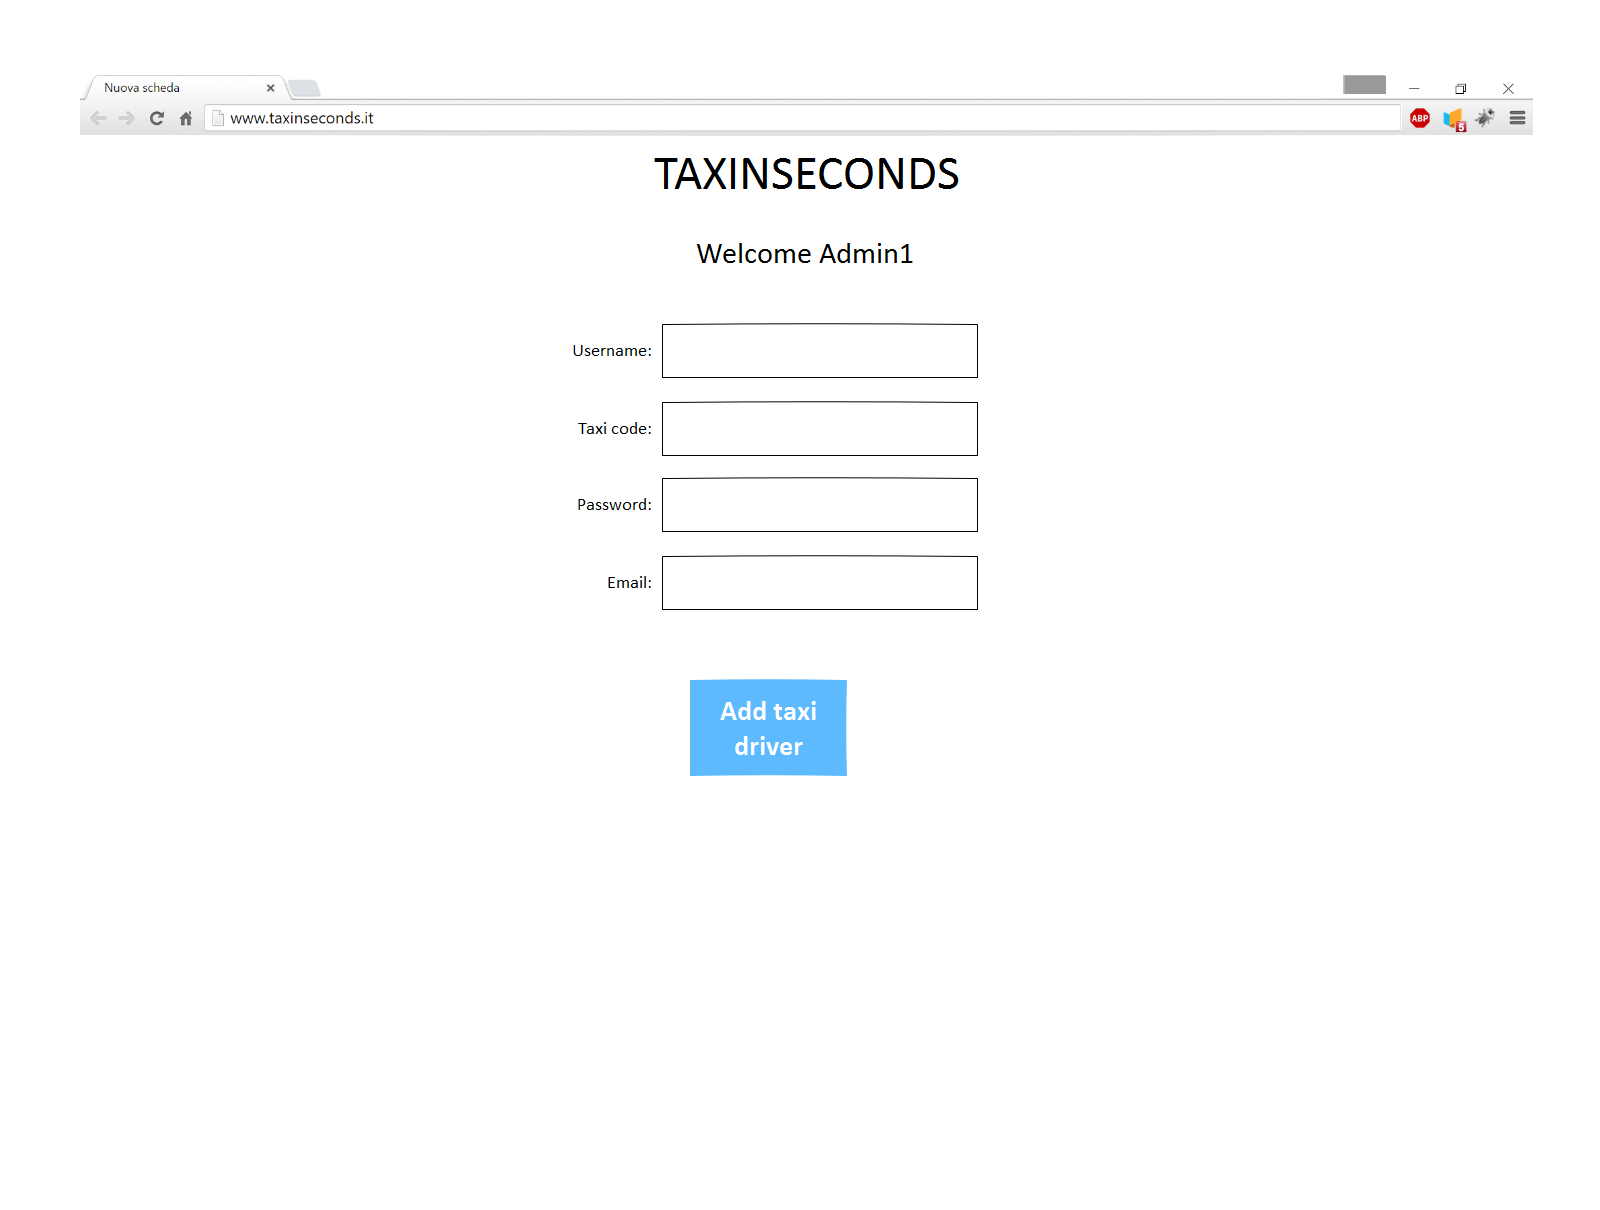 Nuova scheda
www.taxinseconds.it
ABP
5
TAXINSECONDS
Welcome Admin1
Username:
Taxi code:
Password:
Email:
Add taxi
driver